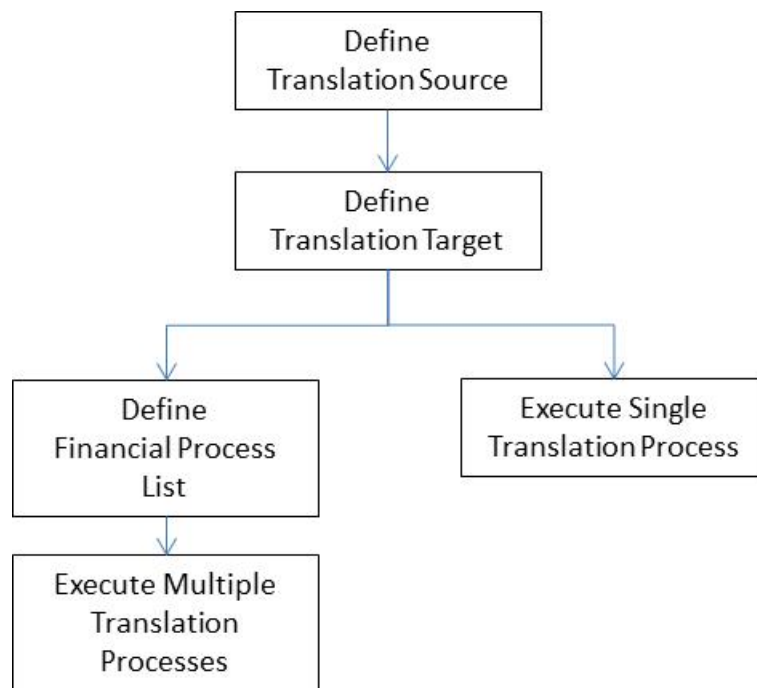 Define
Translation Source
Define
Translation Target
Define
Financial Process
List
Execute Single
Translation Process
Execute Multiple
Translation
Processes